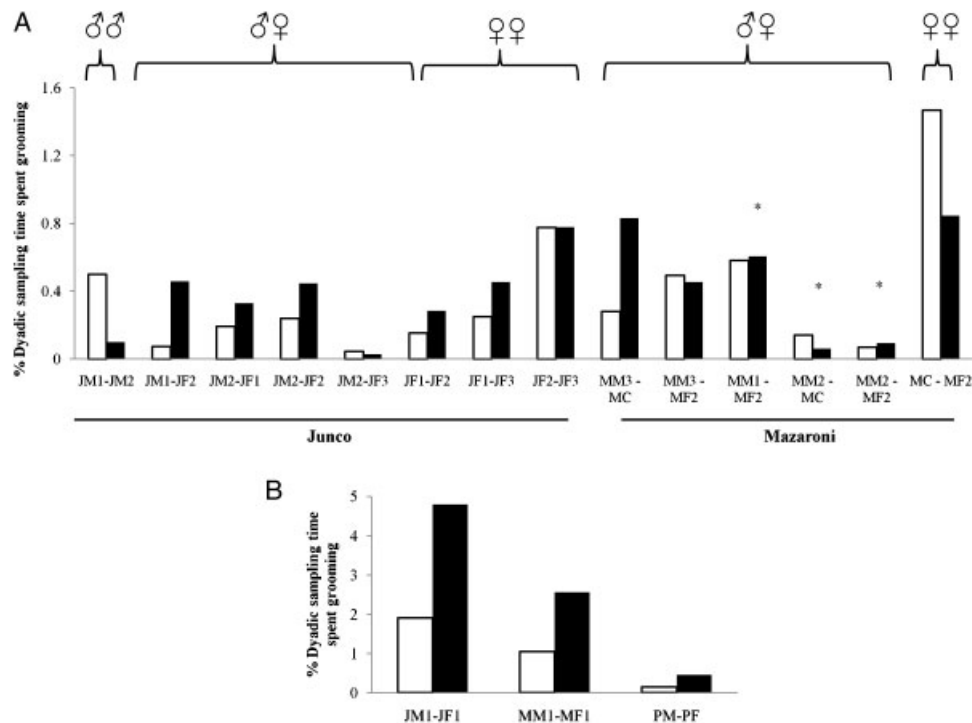 A
♂♂ ♂♀ ♀♀ ♂♀ ♀♀
% Dyadic sampling time spent grooming
1.6
1.2
0.8
0.4
0
* * *
JM1-JM2 JM1-JF2 JM2-JF1 JM2-JF2 JM2-JF3 JF1-JF2 JF1-JF3 JF2-JF3 MM3 - MM3 - MM1 - MM2 - MM2 - MC - MF2
MC MF2 MF2 MC MF2
Junco Mazaroni
B
% Dyadic sampling time
spent grooming
5
4
3
2
1
0
JM1-JF1 MM1-MF1 PM-PF